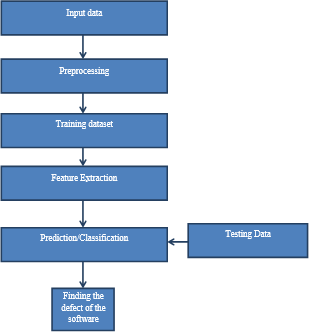 Input data
Preprocessing
Training dataset
Feature Extraction
Prediction/Classification
Testing Data
Finding the
defect of the
software